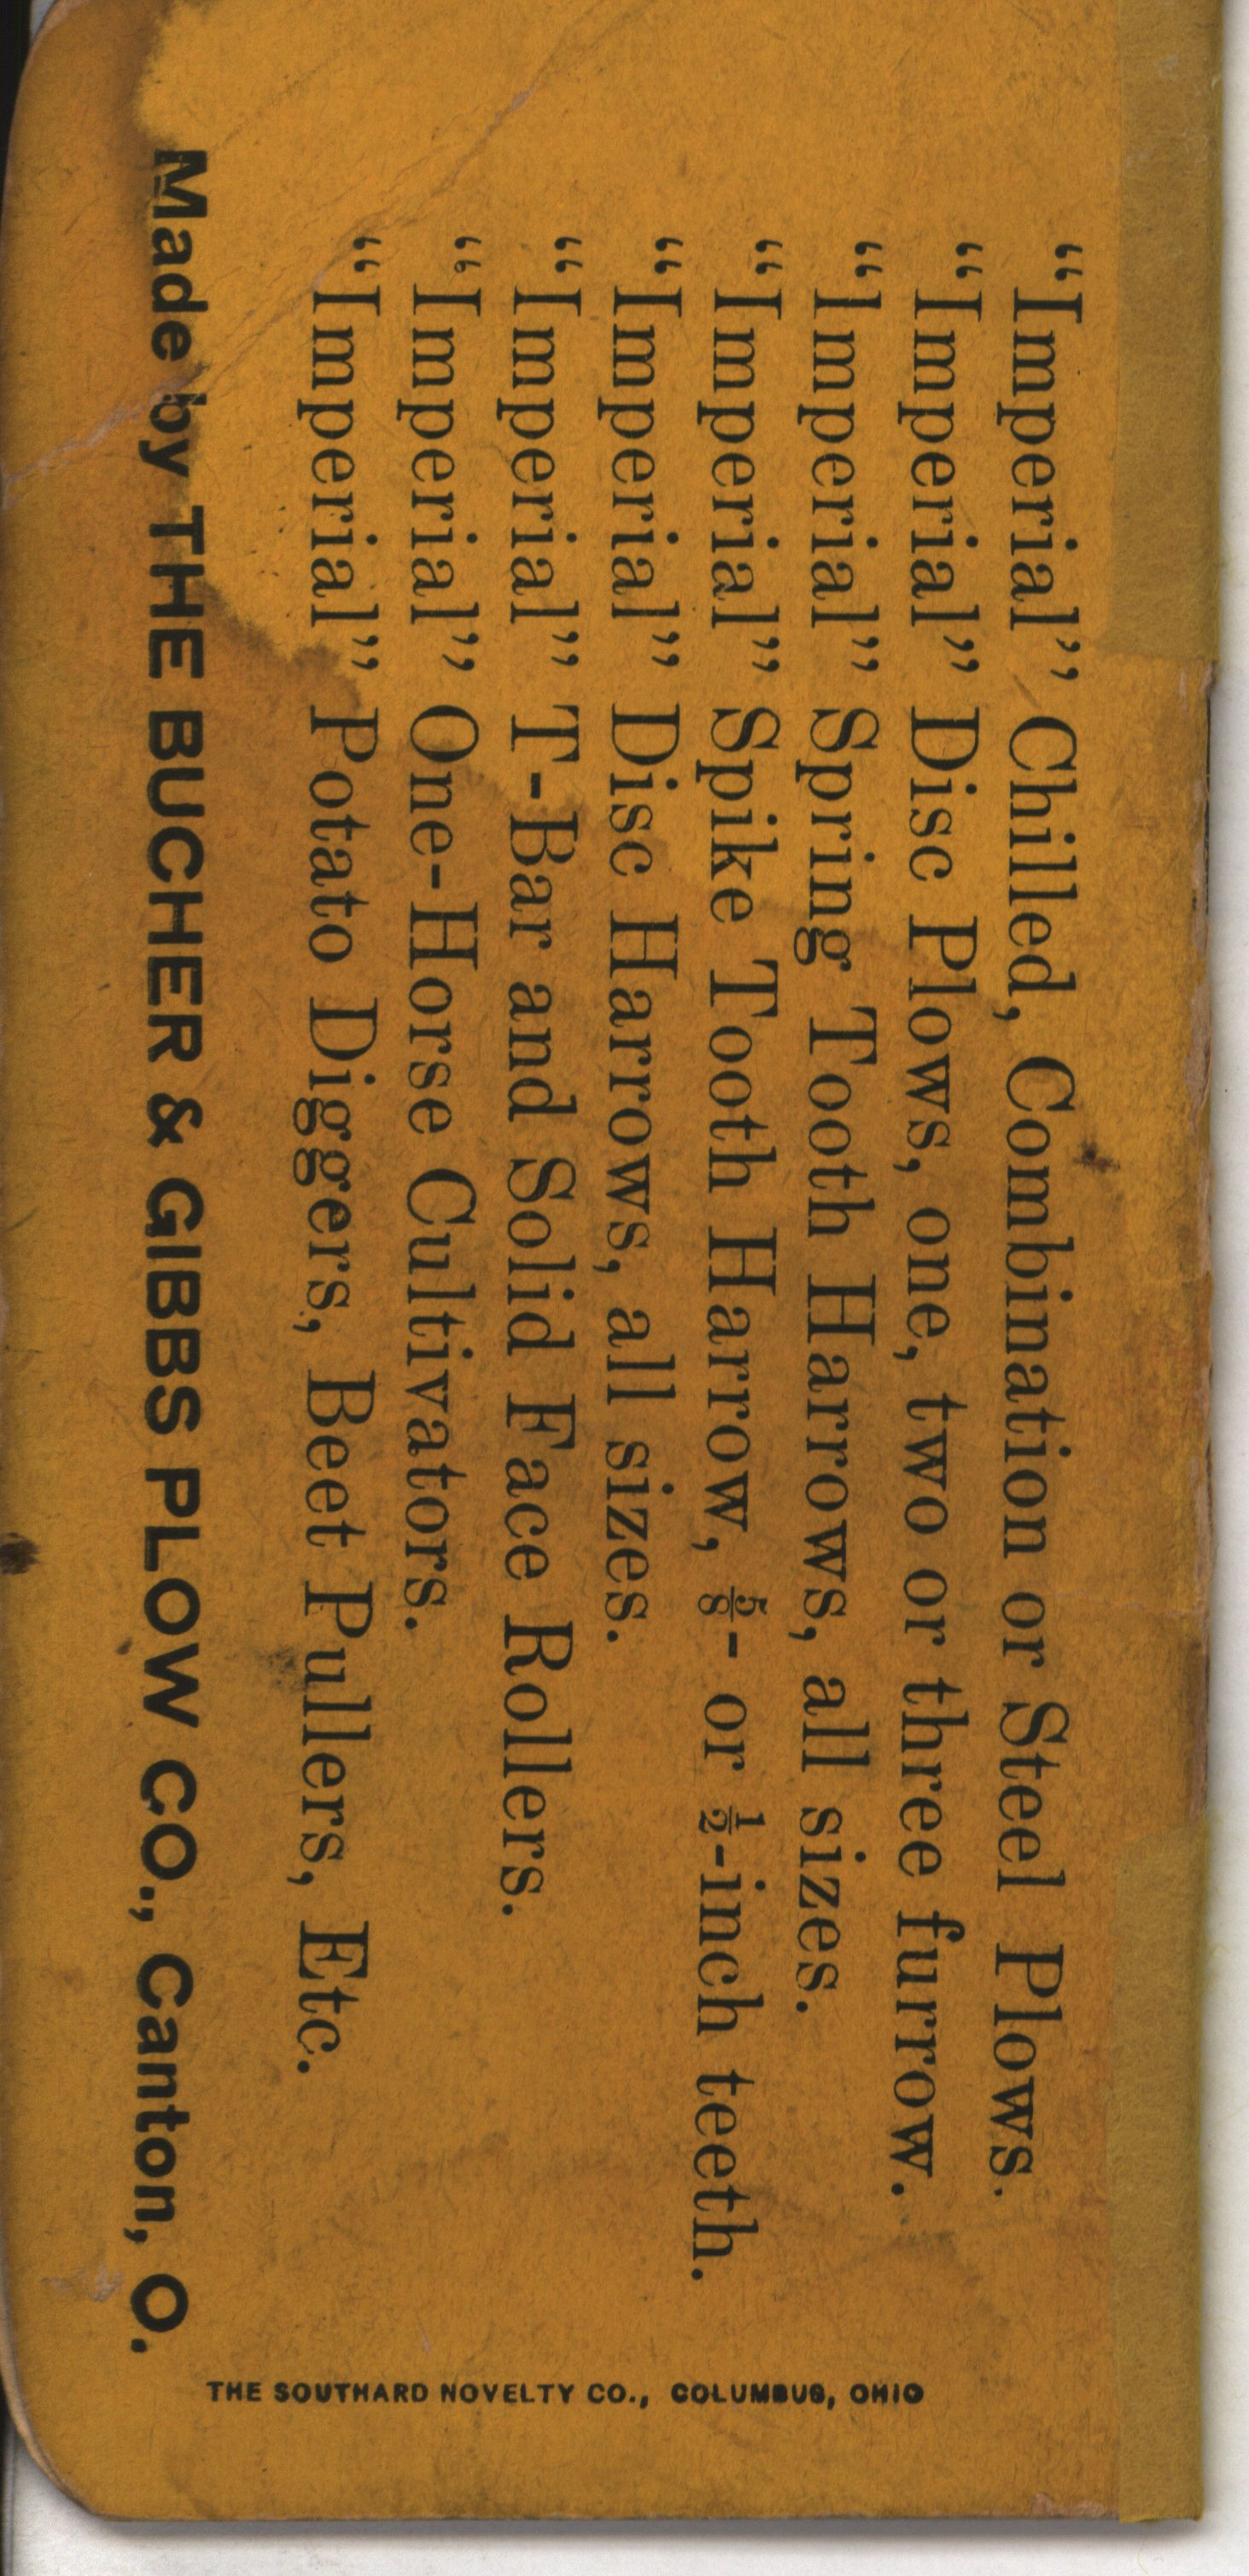 “Imperial” Chilled, Combination or Steel Plows.
“Imperial” Disc Plows, one, two or three furrow.
“Imperial” Spring Tooth Harrows, all sizes.
“Imperial” Spike Tooth Harrow, ⅝- or ½-inch teeth.
“Imperial” Disc Harrows, all sizes.
“Imperial” T-Bar and Solid Face Rollers.
“Imperial” One-Horse Cultivators.
“Imperial” Potato Diggers, Beet Pullers, Etc.
Made by THE BUCHER & GIBBS PLOW CO., Canton, O.
THE SOUTHARD NOVELTY CO., COLUMBUS, OHIO